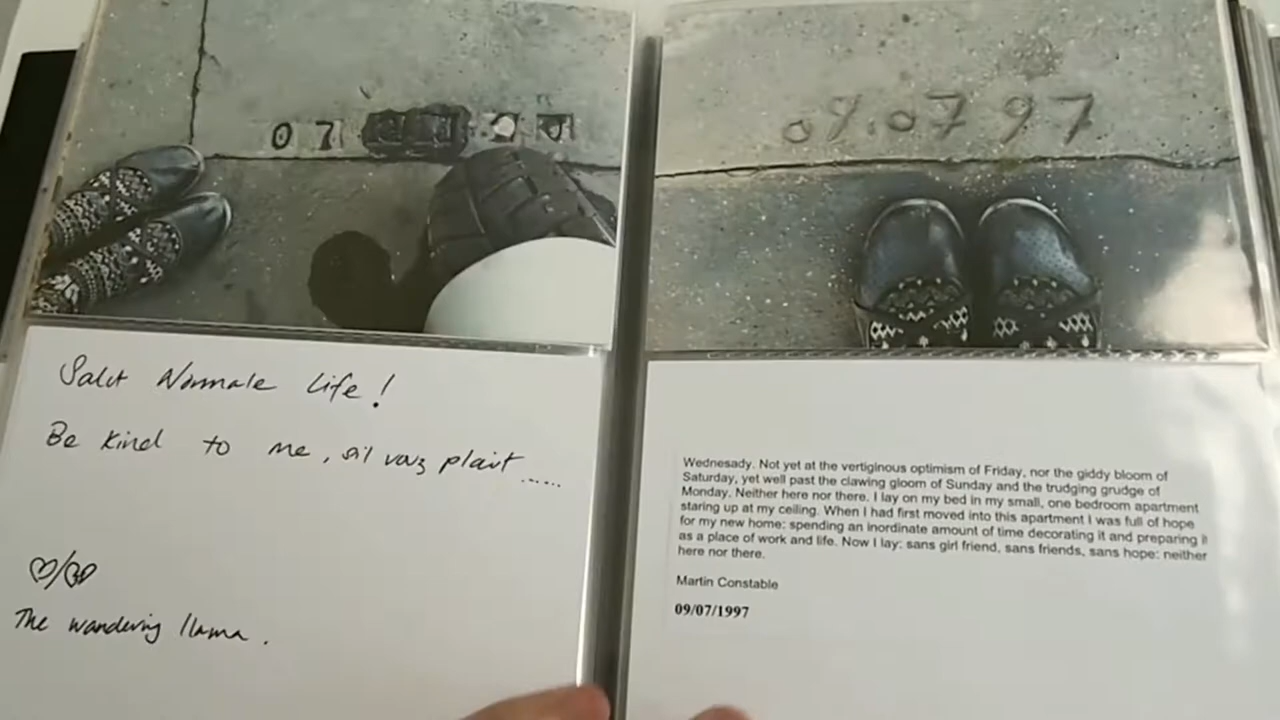 07
Salut Normale Life!
Be kind to me, sil vous plait .....
The wandering llama.
09.07 97
Wednesady. Not yet at the vertiginous optimism of Friday, nor the giddy bloom of
Saturday, yet well past the clawing gloom of Sunday and the trudging grudge of
Monday. Neither here nor there. I lay on my bed in my small, one bedroom apartment
staring up at my ceiling. When I had first moved into this apartment I was full of hope
for my new home: spending an inordinate amount of time decorating it and preparing it
as a place of work and life. Now I lay: sans girl friend, sans friends, sans hope: neither
here nor there.
Martin Constable
09/07/1997